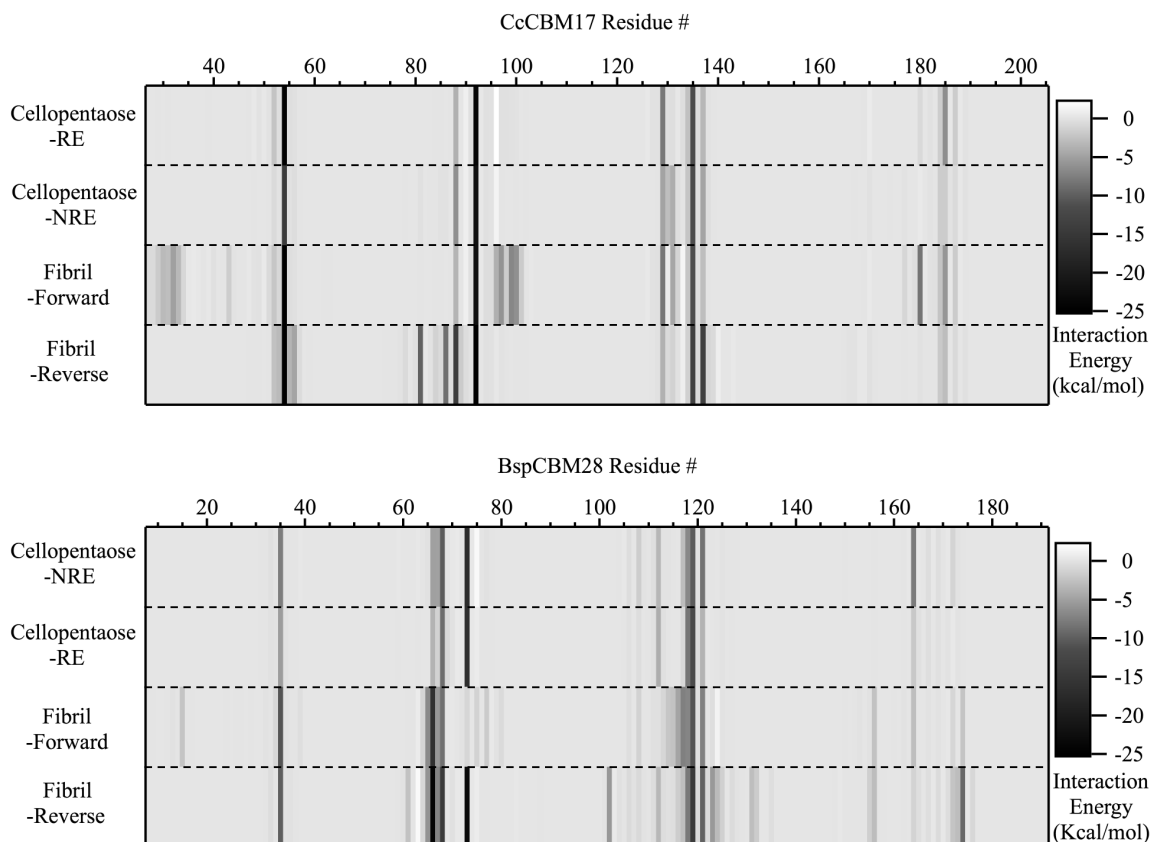 CcCBM17 Residue #
40 60 80 100 120 140 160 180 200
Cellopentaose
-RE
Cellopentaose
-NRE
Fibril
-Forward
Fibril
-Reverse
0
-5
-10
-15
-20
-25
Interaction
Energy
(kcal/mol)
BspCBM28 Residue #
20 40 60 80 100 120 140 160 180
Cellopentaose
-NRE
Cellopentaose
-RE
Fibril
-Forward
Fibril
-Reverse
0
-5
-10
-15
-20
-25
Interaction
Energy
(Kcal/mol)